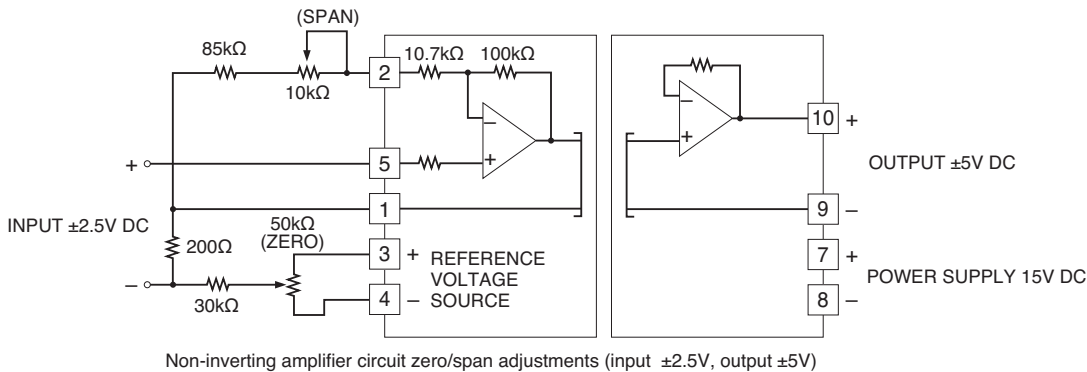 (SPAN)
85kΩ
10kΩ
2
10.7kΩ
100kΩ
−
+
10
+
+
5
−
+
OUTPUT ±5V DC
INPUT ±2.5V DC
1
9
−
200Ω
50kΩ
(ZERO)
3
+
REFERENCE
VOLTAGE
SOURCE
7
+
POWER SUPPLY 15V DC
−
30kΩ
4
−
8
−
Non-inverting amplifier circuit zero/span adjustments (input ±2.5V, output ±5V)